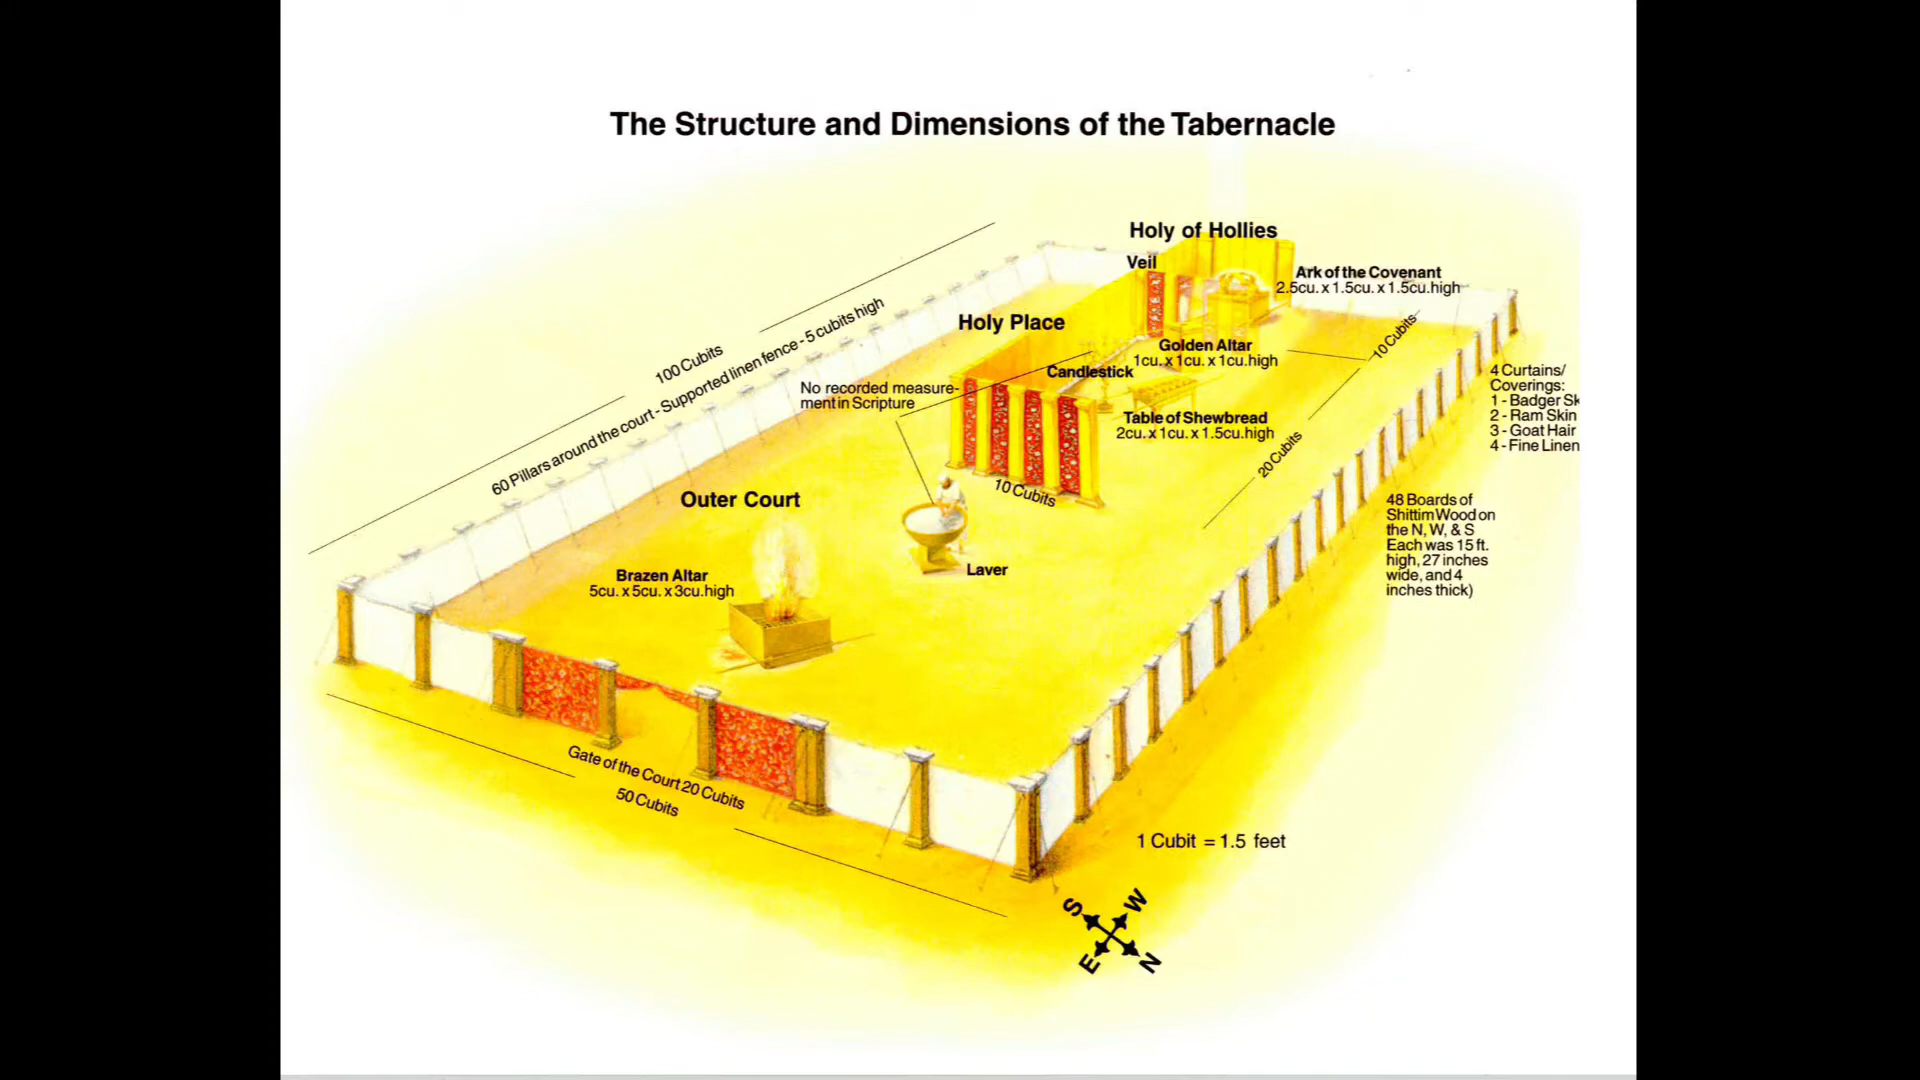 The Structure and Dimensions of the Tabernacle
Holy of Hollies
Veil
Ark of the Covenant
2.5cu. x 1.5cu. x 1.5cu.high
Holy Place
100 Cubits
60 Pillars around the court - Supported linen fence - 5 cubits high
Golden Altar
1cu. x 1cu. x 1cu.high
10 Cubits
Candlestick
No recorded measure-
ment in Scripture
Table of Shewbread
2cu. x 1cu. x 1.5cu.high
20 Cubits
4 Curtains/
Coverings:
1 - Badger Sk
2 - Ram Skin
3 - Goat Hair
4 - Fine Linen
10 Cubits
Outer Court
48 Boards of
Shittim Wood on
the N, W, & S
Each was 15 ft.
high, 27 inches
wide, and 4
inches thick)
Brazen Altar
5cu. x 5cu. x 3cu.high
Laver
Gate of the Court 20 Cubits
50 Cubits
1 Cubit = 1.5 feet
S W
E N